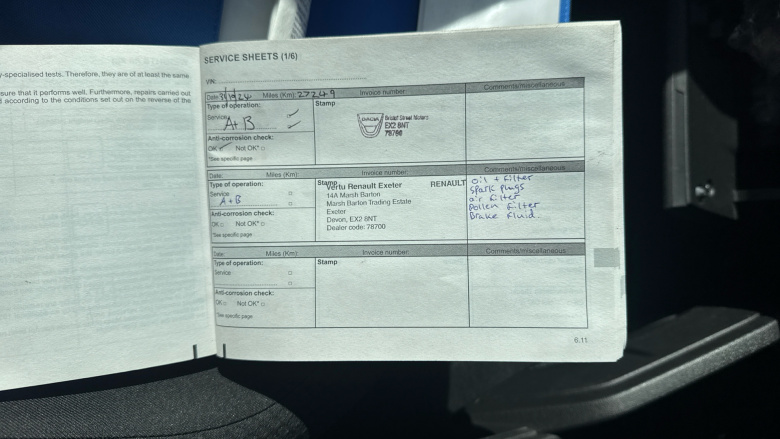 y-specialised tests. Therefore, they are of at least the same
sure that it performs well. Furthermore, repairs carried out
d according to the conditions set out on the reverse of the
SERVICE SHEETS (1/6)
VIN:
Date: Miles (Km): 27249 Invoice number: Comments/miscellaneous
Type of operation: Stamp
Service
A+B
DACIA
Street Motors
EX2 8NT
78700
Anti-corrosion check:
OK Not OK*
*See specific page
Date: Miles (Km) Invoice number: Comments/miscellaneous
Type of operation: Stamp
Service
A+B
Vertu Renault Exeter RENAULT
14A Marsh Barton
Marsh Barton Trading Estate
Exeter
Devon, EX2 8NT
Dealer code: 78700
oil + filter
spark plugs
air filter
Pollen filter
Brake fluid
Anti-corrosion check:
OK Not OK*
*See specific page
Date: Miles (Km) Invoice number: Comments/miscellaneous
Type of operation: Stamp
Service
Anti-corrosion check:
OK Not OK*
*See specific page
6.11